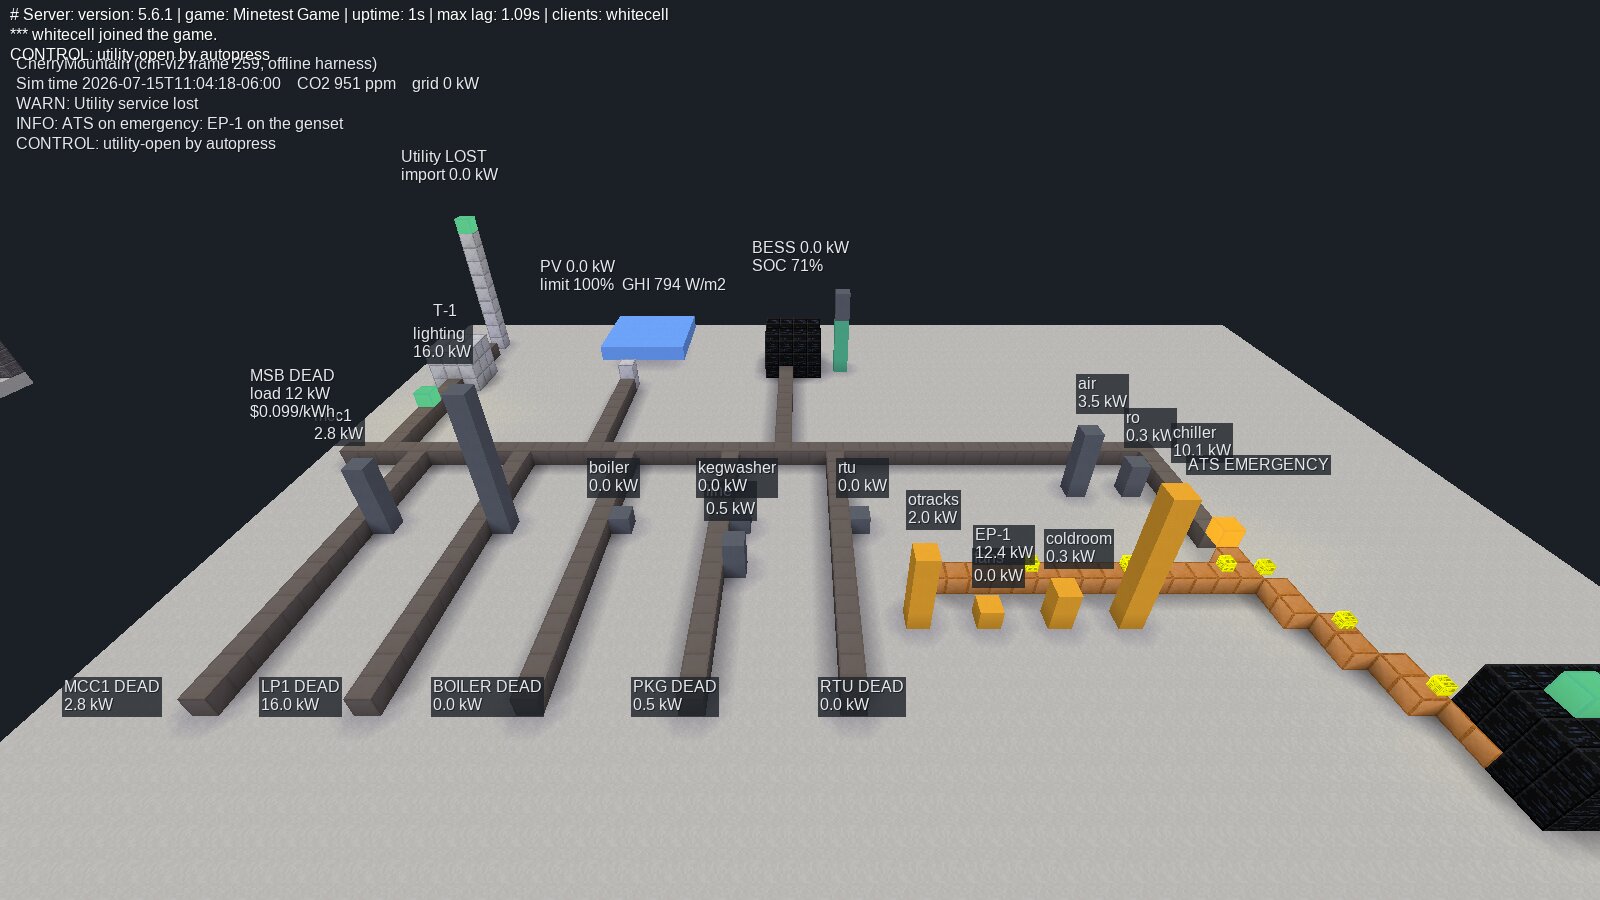 # Server: version: 5.6.1 | game: Minetest Game | uptime: 1s | max lag: 1.09s | clients: whitecell
*** whitecell joined the game.
CONTROL: utility-open by autopress
CherryMountain (cm-viz frame 259, offline harness)
Sim time 2026-07-15T11:04:18-06:00 CO2 951 ppm grid 0 kW
WARN: Utility service lost
INFO: ATS on emergency: EP-1 on the genset
CONTROL: utility-open by autopress
Utility LOST
import 0.0 kW
PV 0.0 kW
limit 100% GHI 794 W/m2
BESS 0.0 kW
SOC 71%
T-1
lighting
16.0 kW
MSB DEAD
load 12 kW
$0.099/kWh
2.8 kW
air
3.5 kW
ro
0.3 kW
chiller
10.1 kW
ATS EMERGENCY
boiler
0.0 kW
kegwasher
0.0 kW
0.5 kW
rtu
0.0 kW
otracks
2.0 kW
EP-1
12.4 kW
0.0 kW
coldroom
0.3 kW
MCC1 DEAD
2.8 kW
LP1 DEAD
16.0 kW
BOILER DEAD
0.0 kW
PKG DEAD
0.5 kW
RTU DEAD
0.0 kW